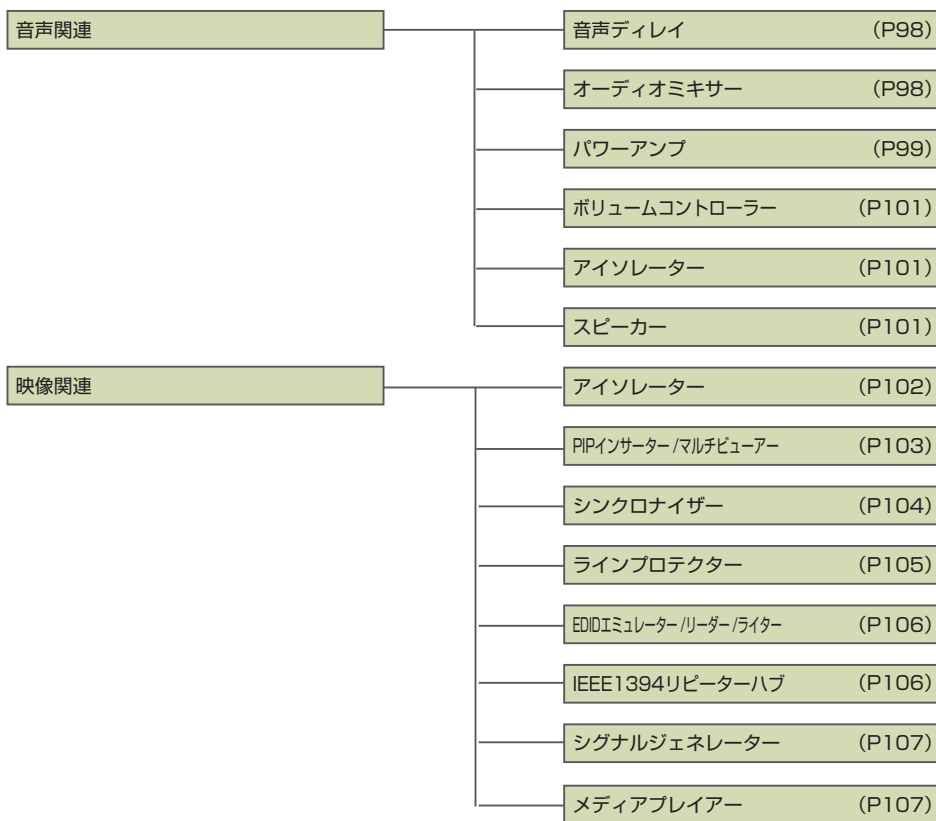 音声関連
音声ディレイ (P98)
オーディオミキサー (P98)
パワーアンプ (P99)
ボリュームコントローラー (P101)
アイソレーター (P101)
スピーカー (P101)
映像関連
アイソレーター (P102)
PIPインサーター/マルチビューアー (P103)
シンクロナイザー (P104)
ラインプロテクター (P105)
EDIDエミュレーター/リーダー/ライター (P106)
IEEE1394リピーターハブ (P106)
シグナルジェネレーター (P107)
メディアプレイアー (P107)